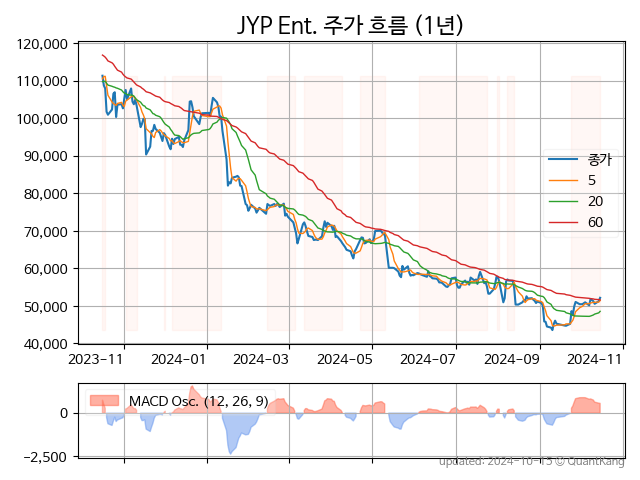 JYP Ent. 주가 흐름 (1년)
120,000
110,000
100,000
90,000
80,000
70,000
60,000
50,000
40,000
종가
5
20
60
2023-11 2024-01 2024-03 2024-05 2024-07 2024-09 2024-11
MACD Osc. (12, 26, 9)
0
-2,500
updated: 2024-10-15 © QuantKang